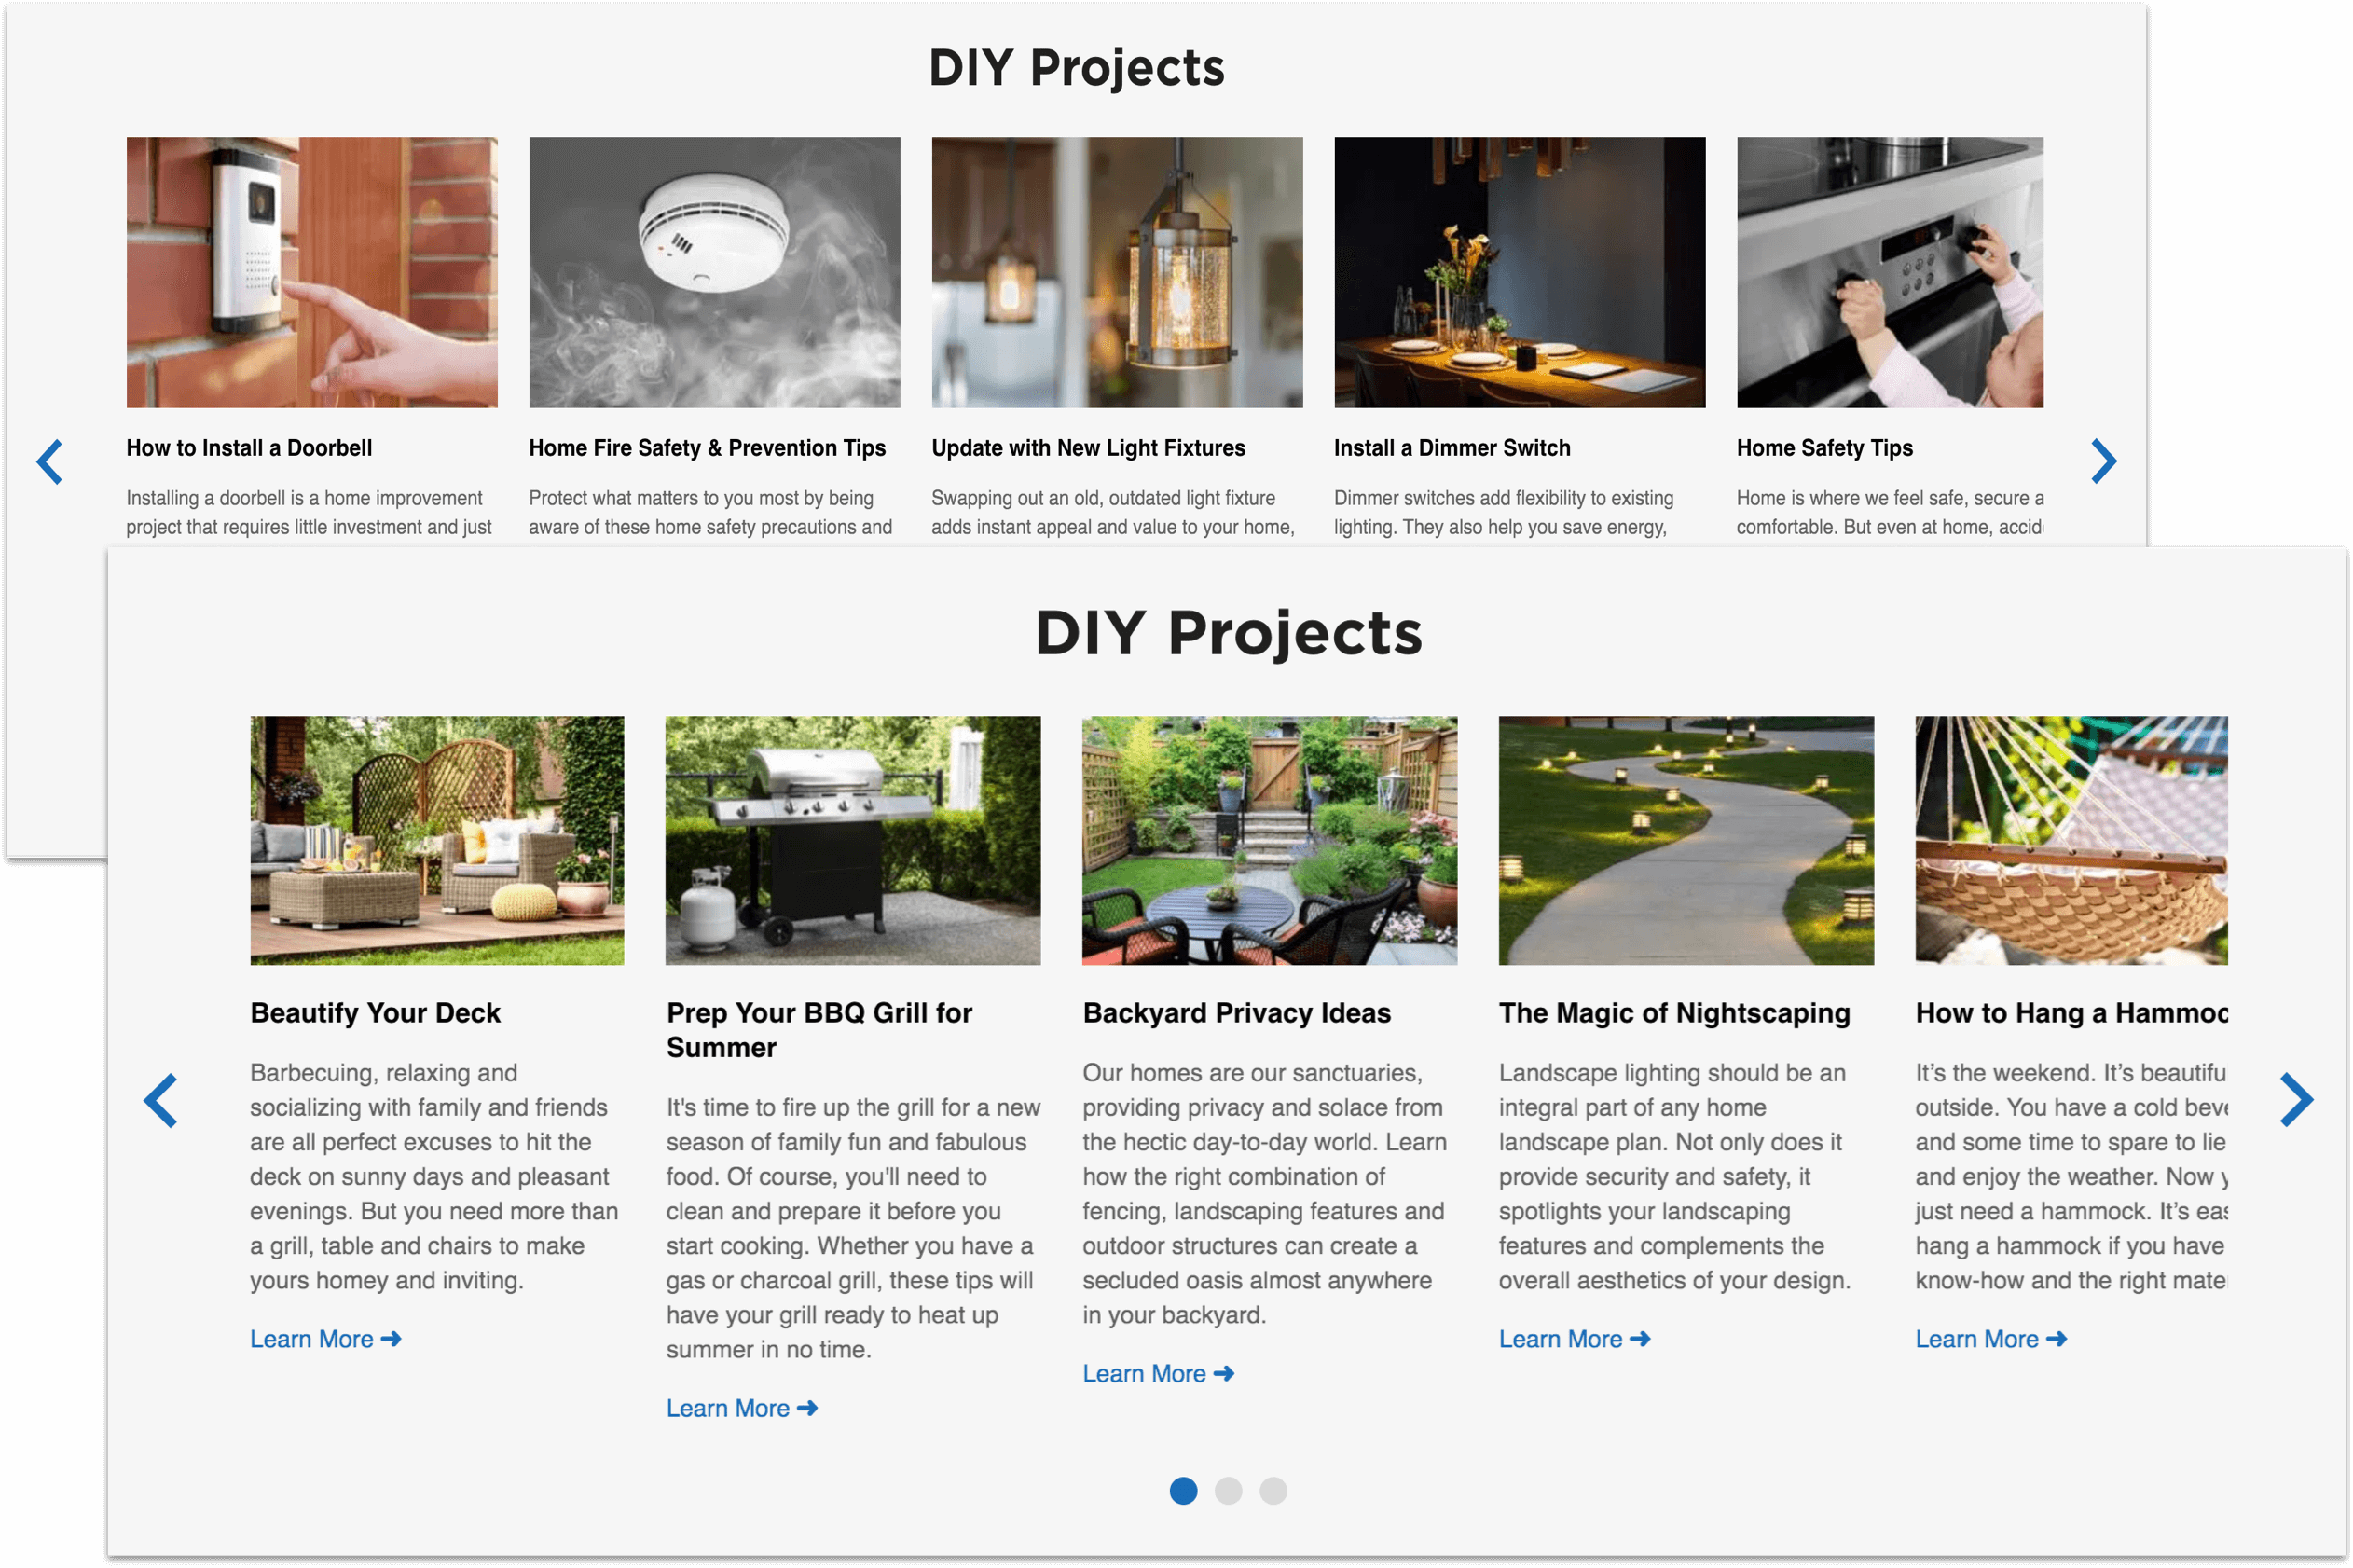 DIY Projects
How to Install a Doorbell
Installing a doorbell is a home improvement
project that requires little investment and just
Home Fire Safety & Prevention Tips
Protect what matters to you most by being
aware of these home safety precautions and
Update with New Light Fixtures
Swapping out an old, outdated light fixture
adds instant appeal and value to your home,
Install a Dimmer Switch
Dimmer switches add flexibility to existing
lighting. They also help you save energy,
Home Safety Tips
Home is where we feel safe, secure a
comfortable. But even at home, accid
DIY Projects
Beautify Your Deck
Barbecuing, relaxing and
socializing with family and friends
are all perfect excuses to hit the
deck on sunny days and pleasant
evenings. But you need more than
a grill, table and chairs to make
yours homey and inviting.
Learn More ➜
Prep Your BBQ Grill for
Summer
It's time to fire up the grill for a new
season of family fun and fabulous
food. Of course, you'll need to
clean and prepare it before you
start cooking. Whether you have a
gas or charcoal grill, these tips will
have your grill ready to heat up
summer in no time.
Learn More ➜
Backyard Privacy Ideas
Our homes are our sanctuaries,
providing privacy and solace from
the hectic day-to-day world. Learn
how the right combination of
fencing, landscaping features and
outdoor structures can create a
secluded oasis almost anywhere
in your backyard.
Learn More ➜
The Magic of Nightscaping
Landscape lighting should be an
integral part of any home
landscape plan. Not only does it
provide security and safety, it
spotlights your landscaping
features and complements the
overall aesthetics of your design.
Learn More ➜
How to Hang a Hammoc
It’s the weekend. It’s beautifu
outside. You have a cold beve
and some time to spare to lie
and enjoy the weather. Now y
just need a hammock. It’s eas
hang a hammock if you have
know-how and the right mate
Learn More ➜